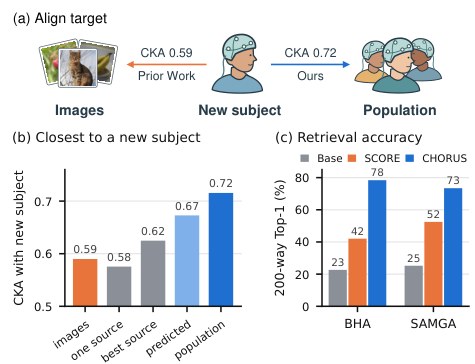 (a) Align target
CKA 0.59
Prior Work
CKA 0.72
Ours
Images
New subject
Population
(b) Closest to a new subject
CKA with new subject
0.7
0.6
0.5
0.59
0.58
0.62
0.67
0.72
images
one source
best source
predicted
population
(c) Retrieval accuracy
Base
SCORE
CHORUS
200-way Top-1 (%)
80
60
40
20
0
23
42
78
25
52
73
BHA
SAMGA